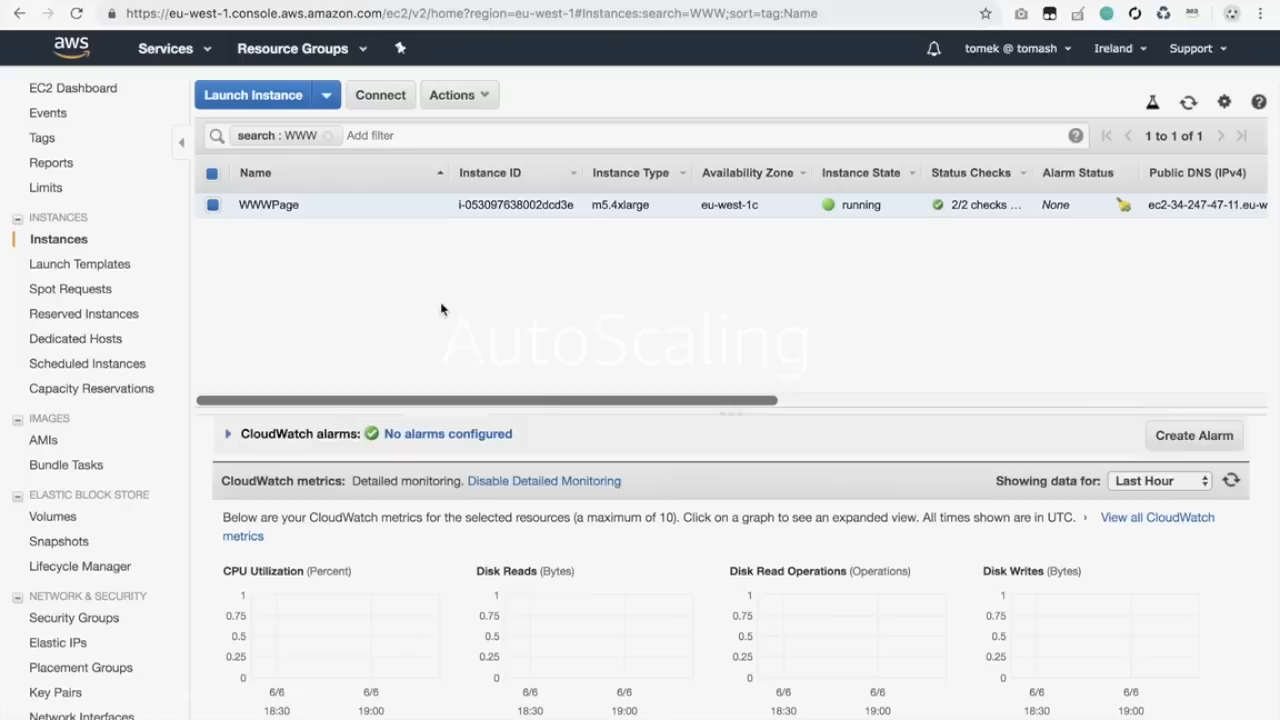 https://eu-west-1.console.aws.amazon.com/ec2/v2/home?region=eu-west-1#Instances:search=WWW;sort=tag:Name
aws Services Resource Groups tomek @ tomash Ireland Support
EC2 Dashboard
Events
Tags
Reports
Limits
INSTANCES
Instances
Launch Templates
Spot Requests
Reserved Instances
Dedicated Hosts
Scheduled Instances
Capacity Reservations
IMAGES
AMIs
Bundle Tasks
ELASTIC BLOCK STORE
Volumes
Snapshots
Lifecycle Manager
NETWORK & SECURITY
Security Groups
Elastic IPs
Placement Groups
Key Pairs
Network Interfaces
Launch Instance Connect Actions
search : WWW Add filter 1 to 1 of 1
Name Instance ID Instance Type Availability Zone Instance State Status Checks Alarm Status Public DNS (IPv4)
WWWPage i-053097638002dcd3e m5.4xlarge eu-west-1c running 2/2 checks ... None ec2-34-247-47-11.eu-w
AutoScaling
CloudWatch alarms: No alarms configured Create Alarm
CloudWatch metrics: Detailed monitoring. Disable Detailed Monitoring Showing data for: Last Hour
Below are your CloudWatch metrics for the selected resources (a maximum of 10). Click on a graph to see an expanded view. All times shown are in UTC. › View all CloudWatch
metrics
CPU Utilization (Percent) Disk Reads (Bytes) Disk Read Operations (Operations) Disk Writes (Bytes)
1 1 1 1
0.75 0.75 0.75 0.75
0.5 0.5 0.5 0.5
0.25 0.25 0.25 0.25
0 0 0 0
6/6 6/6 6/6 6/6 6/6 6/6 6/6 6/6
18:30 19:00 18:30 19:00 18:30 19:00 18:30 19:00